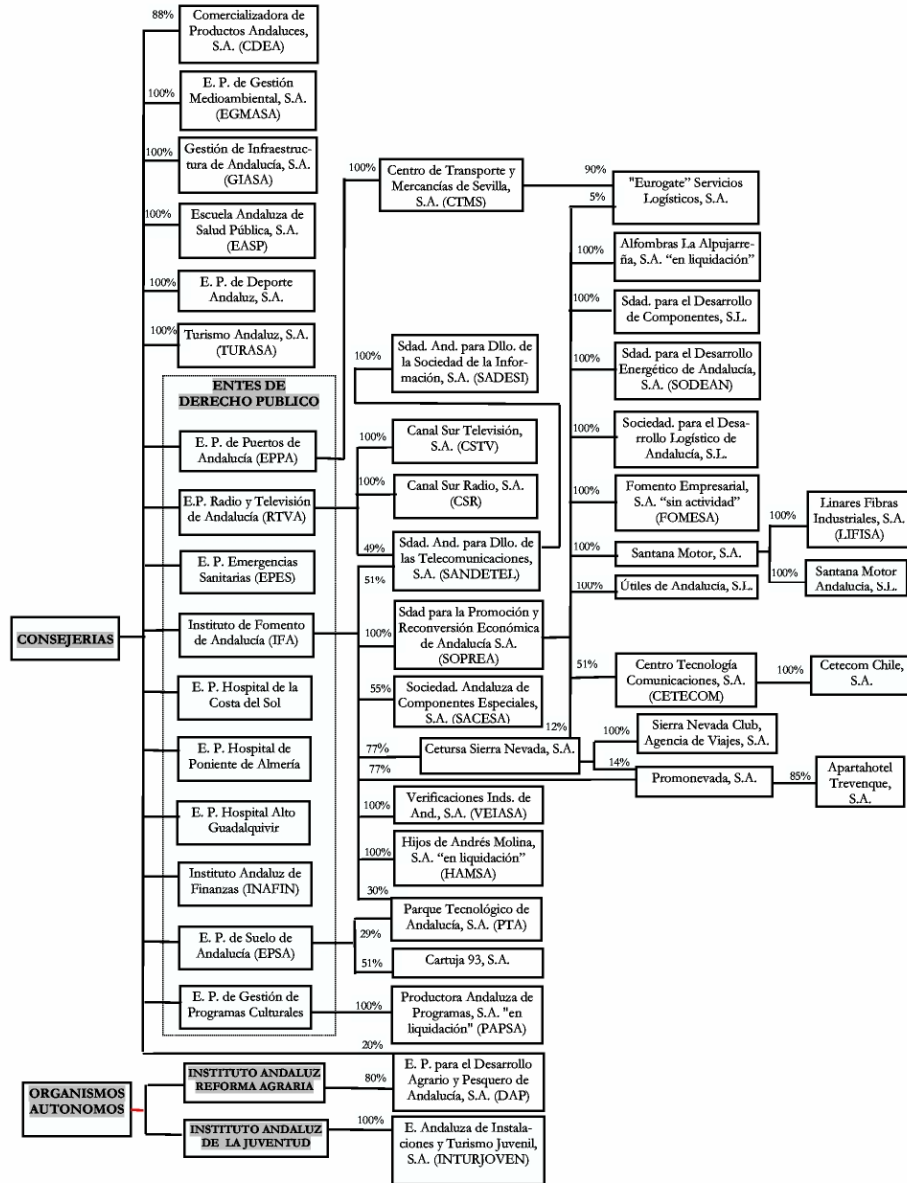 88%
Comercializadora de
Productos Andaluces,
S.A. (CDEA)
100%
E. P. de Gestión
Medioambiental, S.A.
(EGMASA)
100%
Gestión de Infraestruc-
tura de Andalucía, S.A.
(GIASA)
100%
Escuela Andaluza de
Salud Pública, S.A.
(EASP)
100%
E. P. de Deporte
Andaluz, S.A.
100%
Turismo Andaluz, S.A.
(TURASA)
ENTES DE
DERECHO PUBLICO
E. P. de Puertos de
Andalucía (EPPA)
E.P. Radio y Televisión
de Andalucía (RTVA)
E. P. Emergencias
Sanitarias (EPES)
CONSEJERIAS
Instituto de Fomento
de Andalucía (IFA)
E. P. Hospital de la
Costa del Sol
E. P. Hospital de
Poniente de Almería
E. P. Hospital Alto
Guadalquivir
Instituto Andaluz de
Finanzas (INAFIN)
E. P. de Suelo de
Andalucía (EPSA)
E. P. de Gestión de
Programas Culturales
ORGANISMOS
AUTONOMOS
INSTITUTO ANDALUZ
REFORMA AGRARIA
INSTITUTO ANDALUZ
DE LA JUVENTUD
100%
Centro de Transporte y
Mercancías de Sevilla,
S.A. (CTMS)
100%
Sdad. And. para Dllo. de
la Sociedad de la Infor-
mación, S.A. (SADESI)
100%
Canal Sur Televisión,
S.A. (CSTV)
100%
Canal Sur Radio, S.A.
(CSR)
49%
51%
Sdad. And. para Dllo. de
las Telecomunicaciones,
S.A. (SANDETEL)
100%
Sdad para la Promoción y
Reconversión Económica
de Andalucía S.A.
(SOPREA)
55%
Sociedad. Andaluza de
Componentes Especiales,
S.A. (SACESA)
77%
Cetursa Sierra Nevada, S.A.
12%
77%
100%
Verificaciones Inds. de
And., S.A. (VEIASA)
100%
Hijos de Andrés Molina,
S.A. “en liquidación”
(HAMSA)
30%
29%
Parque Tecnológico de
Andalucía, S.A. (PTA)
51%
Cartuja 93, S.A.
100%
Productora Andaluza de
Programas, S.A. "en
liquidación" (PAPSA)
20%
80%
E. P. para el Desarrollo
Agrario y Pesquero de
Andalucía, S.A. (DAP)
100%
E. Andaluza de Instala-
ciones y Turismo Juvenil,
S.A. (INTURJOVEN)
90%
5%
"Eurogate” Servicios
Logísticos, S.A.
100%
Alfombras La Alpujarre-
ña, S.A. “en liquidación”
100%
Sdad. para el Desarrollo
de Componentes, S.L.
100%
Sdad. para el Desarrollo
Energético de Andalucía,
S.A. (SODEAN)
100%
Sociedad. para el Desa-
rrollo Logístico de
Andalucía, S.L.
100%
Fomento Empresarial,
S.A. “sin actividad”
(FOMESA)
100%
Santana Motor, S.A.
100%
Útiles de Andalucía, S.L.
51%
Centro Tecnología
Comunicaciones, S.A.
(CETECOM)
100%
Sierra Nevada Club,
Agencia de Viajes, S.A.
14%
Promonevada, S.A.
100%
Linares Fibras
Industriales, S.A.
(LIFISA)
100%
Santana Motor
Andalucía, S.L.
100%
Cetecom Chile,
S.A.
85%
Apartahotel
Trevenque,
S.A.